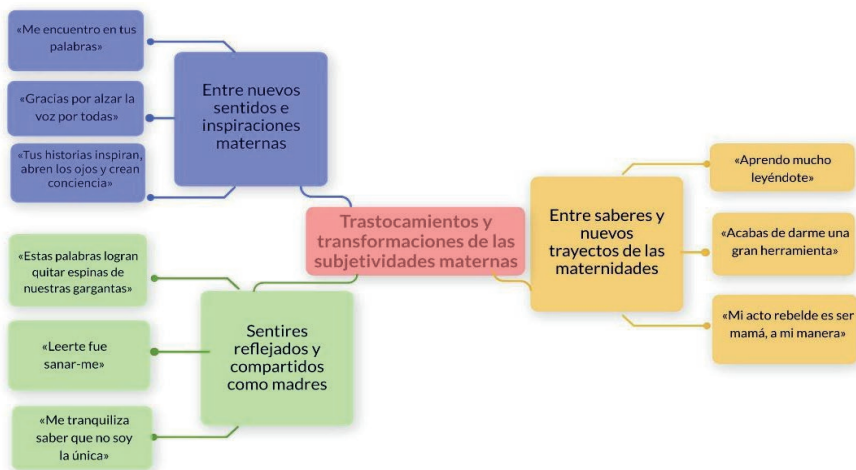 «Me encuentro en tus
palabras»
«Gracias por alzar la
voz por todas»
«Tus historias inspiran,
abren los ojos y crean
conciencia»
Entre nuevos
sentidos e
inspiraciones
maternas
Trastocamientos y
transformaciones de las
subjetividades maternas
«Estas palabras logran
quitar espinas de
nuestras gargantas»
«Leerte fue
sanar-me»
«Me tranquiliza
saber que no soy
la única»
Sentires
reflejados y
compartidos
como madres
Entre saberes y
nuevos
trayectos de las
maternidades
«Aprendo mucho
leyéndote»
«Acabas de darme una
gran herramienta»
«Mi acto rebelde es ser
mamá, a mi manera»